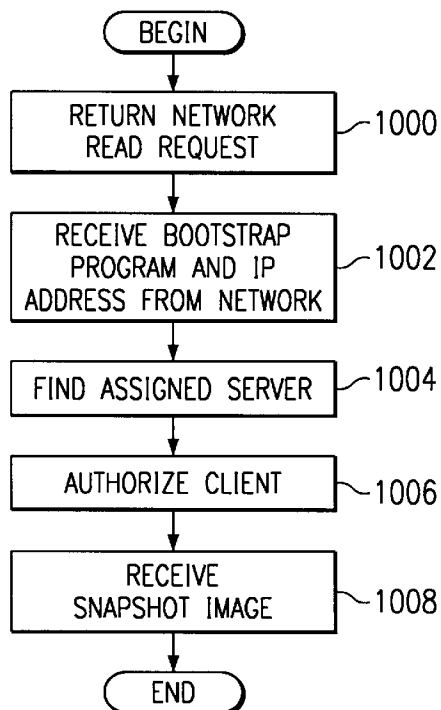 BEGIN
RETURN NETWORK
READ REQUEST
1000
RECEIVE BOOTSTRAP
PROGRAM AND IP
ADDRESS FROM NETWORK
1002
FIND ASSIGNED SERVER
1004
AUTHORIZE CLIENT
1006
RECEIVE
SNAPSHOT IMAGE
1008
END